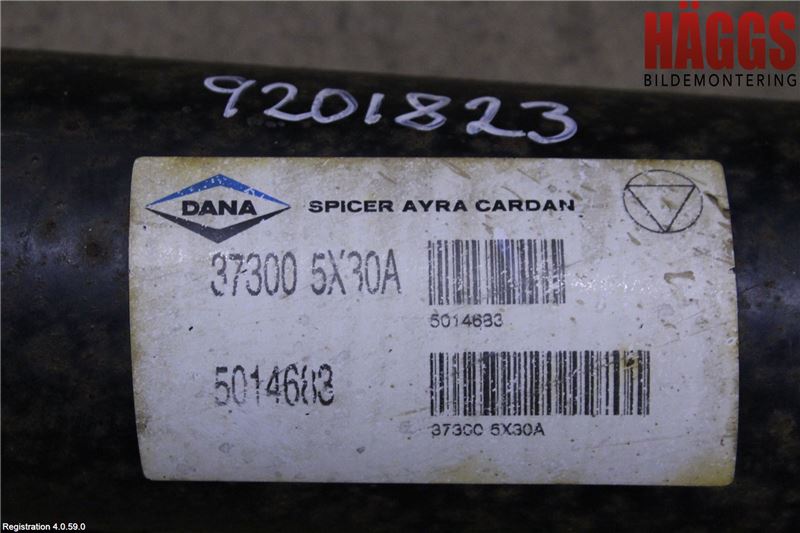 HÄGGS
BILDEMONTERING
9201823
DANA
SPICER AYRA CARDAN
37300 5X30A
5014683
5014683
37300 5X30A
Registration 4.0.59.0